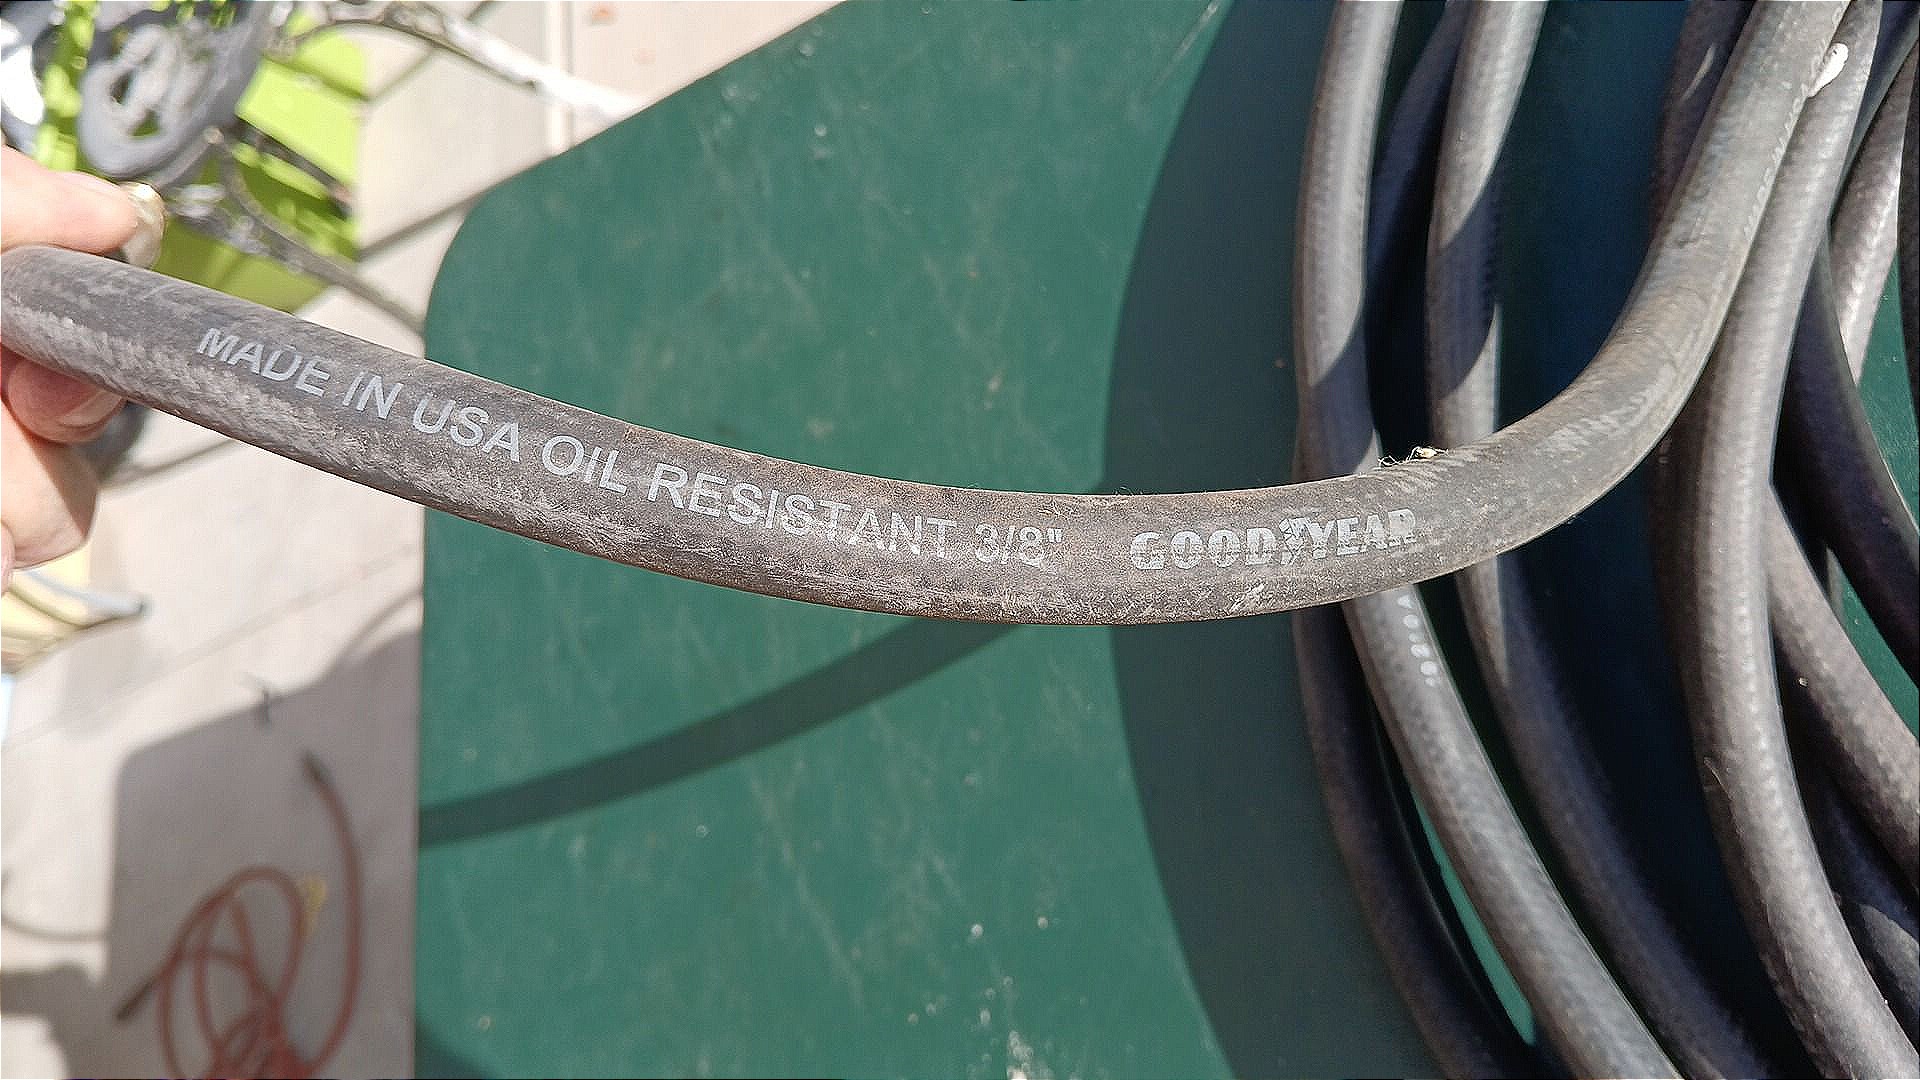 MADE IN USA OIL RESISTANT 3/8" GOODYEAR